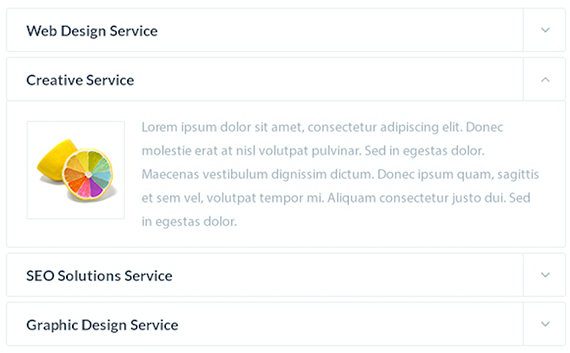 Web Design Service
Creative Service
Lorem ipsum dolor sit amet, consectetur adipiscing elit. Donec
molestie erat at nisl volutpat pulvinar. Sed in egestas dolor.
Maecenas vestibulum dignissim dictum. Donec ipsum quam, sagittis
et sem vel, volutpat tempor mi. Aliquam consectetur justo dui. Sed
in egestas dolor.
SEO Solutions Service
Graphic Design Service